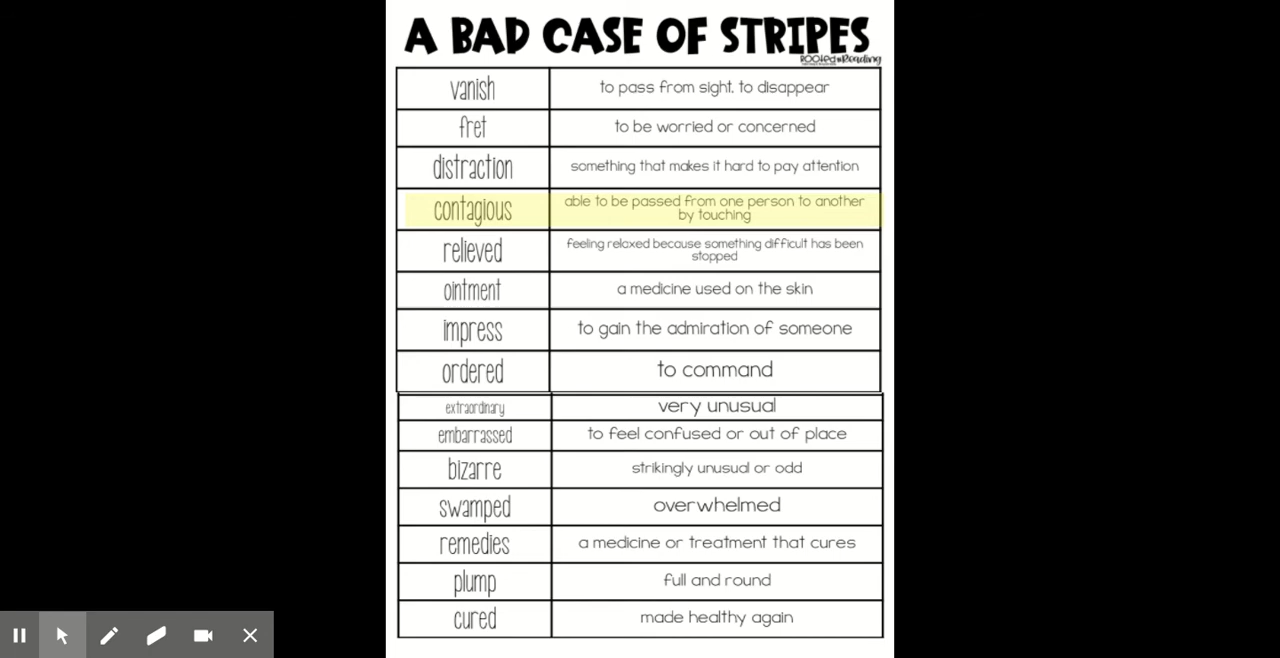 A BAD CASE OF STRIPES
Rooted in Reading
vanish to pass from sight, to disappear
fret to be worried or concerned
distraction something that makes it hard to pay attention
contagious able to be passed from one person to another
by touching
relieved feeling relaxed because something difficult has been
stopped
ointment a medicine used on the skin
impress to gain the admiration of someone
ordered to command
extraordinary very unusual
embarrassed to feel confused or out of place
bizarre strikingly unusual or odd
swamped overwhelmed
remedies a medicine or treatment that cures
plump full and round
cured made healthy again